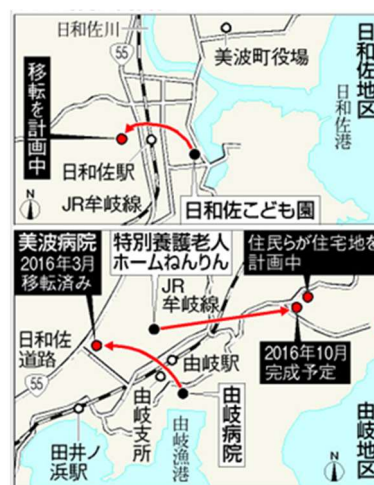 日和佐川
55
美波町役場
日和佐地区
日和佐港
移転を計画中
日和佐駅
JR牟岐線
日和佐こども園
N
美波病院
2016年3月
移転済み
特別養護老人
ホームねんりん
住民らが住宅地を
計画中
JR
牟岐線
日和佐
道路
2016年10月
完成予定
由岐駅
55
由岐支所
由岐漁港
由岐病院
田井ノ
浜駅
由岐地区
N